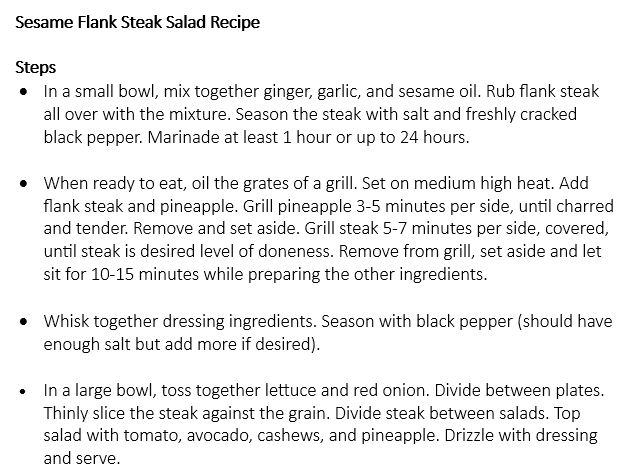 Sesame Flank Steak Salad Recipe
Steps
• In a small bowl, mix together ginger, garlic, and sesame oil. Rub flank steak
all over with the mixture. Season the steak with salt and freshly cracked
black pepper. Marinade at least 1 hour or up to 24 hours.
• When ready to eat, oil the grates of a grill. Set on medium high heat. Add
flank steak and pineapple. Grill pineapple 3-5 minutes per side, until charred
and tender. Remove and set aside. Grill steak 5-7 minutes per side, covered,
until steak is desired level of doneness. Remove from grill, set aside and let
sit for 10-15 minutes while preparing the other ingredients.
• Whisk together dressing ingredients. Season with black pepper (should have
enough salt but add more if desired).
• In a large bowl, toss together lettuce and red onion. Divide between plates.
Thinly slice the steak against the grain. Divide steak between salads. Top
salad with tomato, avocado, cashews, and pineapple. Drizzle with dressing
and serve.